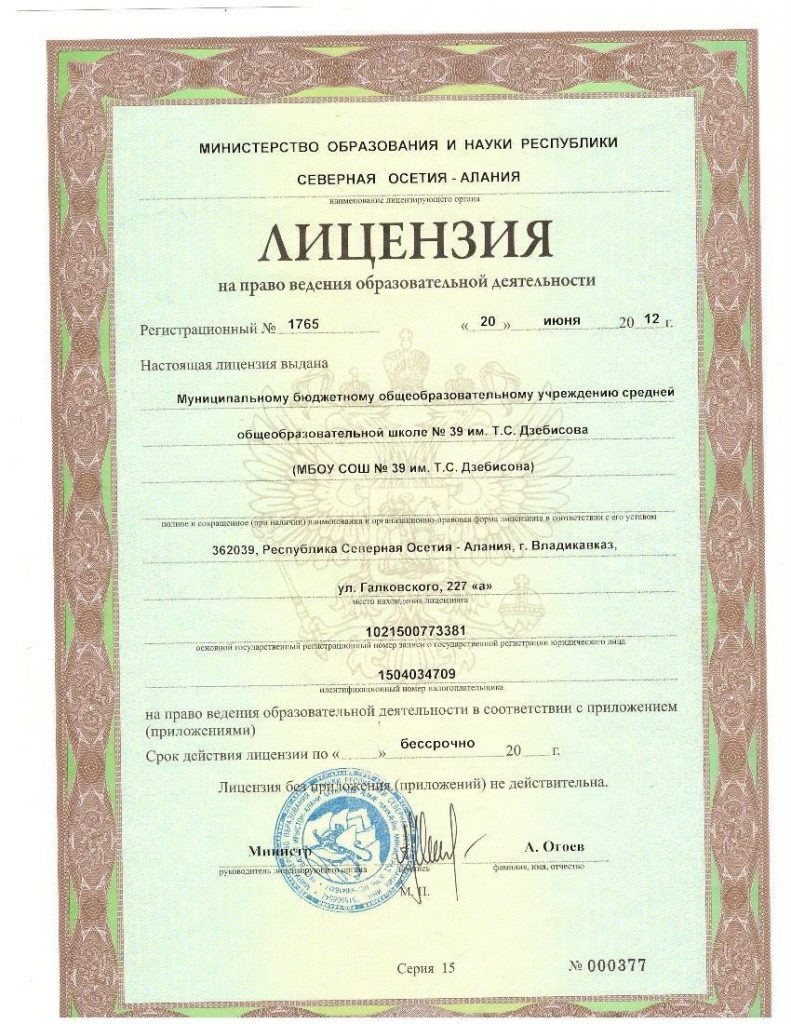 МИНИСТЕРСТВО ОБРАЗОВАНИЯ И НАУКИ РЕСПУБЛИКИ
СЕВЕРНАЯ ОСЕТИЯ - АЛАНИЯ
наименование лицензирующего органа
ЛИЦЕНЗИЯ
на право ведения образовательной деятельности
Регистрационный № 1765 « 20 » июня 20 12 г.
Настоящая лицензия выдана
Муниципальному бюджетному общеобразовательному учреждению средней
общеобразовательной школе № 39 им. Т.С. Дзебисова
(МБОУ СОШ № 39 им. Т.С. Дзебисова)
полное и сокращенное (при наличии) наименования и организационно-правовая форма лицензиата в соответствии с его уставом
362039, Республика Северная Осетия - Алания, г. Владикавказ,
ул. Галковского, 227 «а»
место нахождения лицензиата
1021500773381
основной государственный регистрационный номер записи о государственной регистрации юридического лица
1504034709
идентификационный номер налогоплательщика
на право ведения образовательной деятельности в соответствии с приложением
(приложениями)
Срок действия лицензии по « » бессрочно 20 г.
Лицензия без приложения (приложений) не действительна.
Министр А. Огоев
руководитель лицензирующего органа подпись фамилия, имя, отчество
М. П.
Серия 15 № 000377